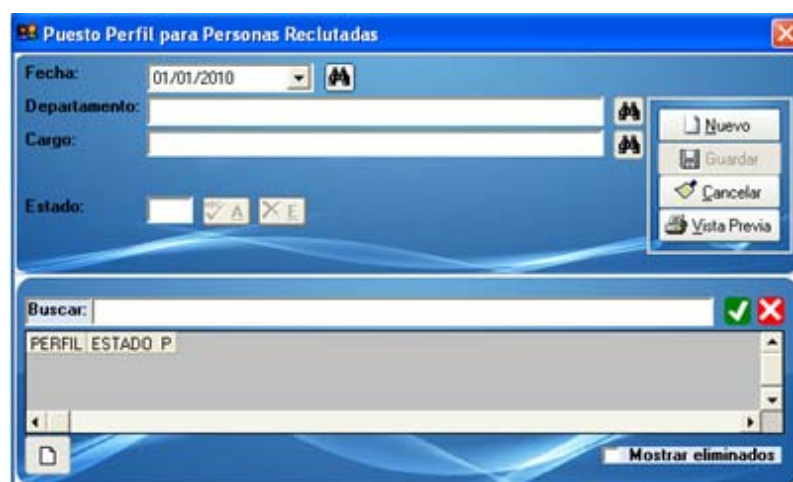 Puesto Perfil para Personas Reclutadas
Fecha: 01/01/2010
Departamento:
Cargo:
Nuevo
Guardar
Cancelar
Vista Previa
Estado: A E
Buscar:
PERFIL ESTADO P
Mostrar eliminados